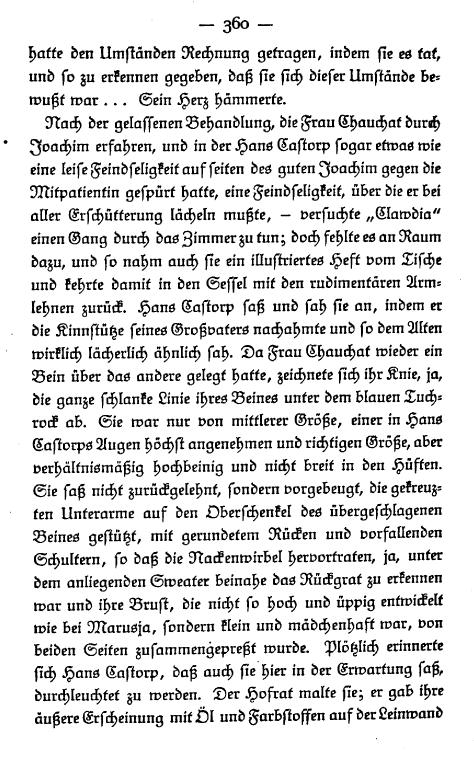 — 360 —
hatte den Umständen Rechnung getragen, indem sie es tat,
und so zu erkennen gegeben, daß sie sich dieser Umstände be=
wußt war ... Sein Herz hämmerte.
Nach der gelassenen Behandlung, die Frau Chauchat durch
Joachim erfahren, und in der Hans Castorp sogar etwas wie
eine leise Feindseligkeit auf seiten des guten Joachim gegen die
Mitpatientin gespürt hatte, eine Feindseligkeit, über die er bei
aller Erschütterung lächeln mußte, – versuchte „Clawdia“
einen Gang durch das Zimmer zu tun; doch fehlte es an Raum
dazu, und so nahm auch sie ein illustriertes Heft vom Tische
und kehrte damit in den Sessel mit den rudimentären Arm=
lehnen zurück. Hans Castorp saß und sah sie an, indem er
die Kinnstütze seines Großvaters nachahmte und so dem Alten
wirklich lächerlich ähnlich sah. Da Frau Chauchat wieder ein
Bein über das andere gelegt hatte, zeichnete sich ihr Knie, ja,
die ganze schlanke Linie ihres Beines unter dem blauen Tuch=
rock ab. Sie war nur von mittlerer Größe, einer in Hans
Castorps Augen höchst angenehmen und richtigen Größe, aber
verhältnismäßig hochbeinig und nicht breit in den Hüften.
Sie saß nicht zurückgelehnt, sondern vorgebeugt, die gekreuz=
ten Unterarme auf den Oberschenkel des übergeschlagenen
Beines gestützt, mit gerundetem Rücken und vorfallenden
Schultern, so daß die Nackenwirbel hervortraten, ja, unter
dem anliegenden Sweater beinahe das Rückgrat zu erkennen
war und ihre Brust, die nicht so hoch und üppig entwickelt
wie bei Marusja, sondern klein und mädchenhaft war, von
beiden Seiten zusammengepreßt wurde. Plötzlich erinnerte
sich Hans Castorp, daß auch sie hier in der Erwartung saß,
durchleuchtet zu werden. Der Hofrat malte sie; er gab ihre
äußere Erscheinung mit Öl und Farbstoffen auf der Leinwand